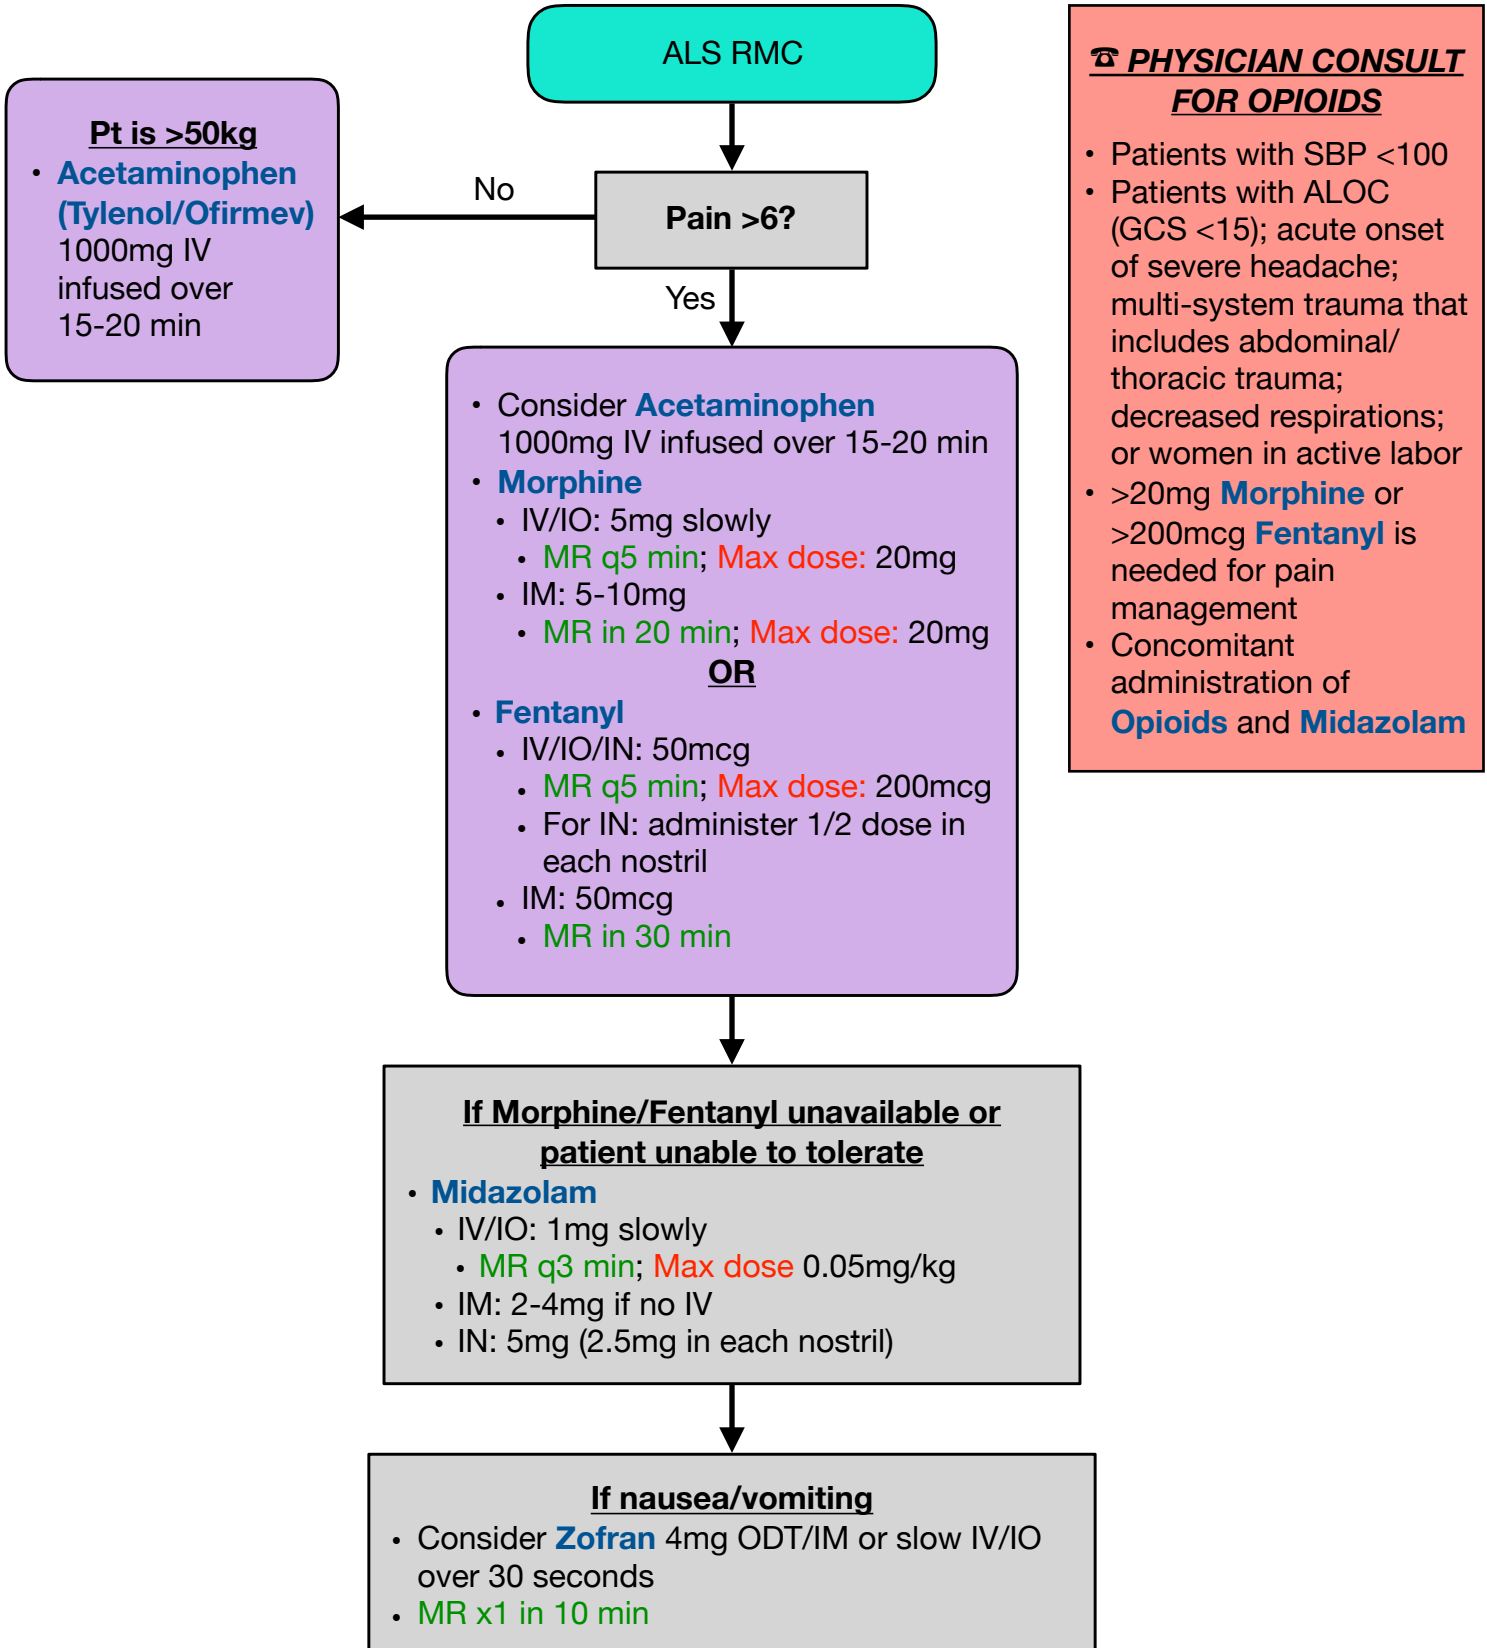 ALS RMC
Pt is >50kg
• Acetaminophen
(Tylenol/Ofirmev)
1000mg IV
infused over
15-20 min
No
Pain >6?
Yes
• Consider Acetaminophen
1000mg IV infused over 15-20 min
• Morphine
• IV/IO: 5mg slowly
• MR q5 min; Max dose: 20mg
• IM: 5-10mg
• MR in 20 min; Max dose: 20mg
OR
• Fentanyl
• IV/IO/IN: 50mcg
• MR q5 min; Max dose: 200mcg
• For IN: administer 1/2 dose in
each nostril
• IM: 50mcg
• MR in 30 min
If Morphine/Fentanyl unavailable or
patient unable to tolerate
• Midazolam
• IV/IO: 1mg slowly
• MR q3 min; Max dose 0.05mg/kg
• IM: 2-4mg if no IV
• IN: 5mg (2.5mg in each nostril)
If nausea/vomiting
• Consider Zofran 4mg ODT/IM or slow IV/IO
over 30 seconds
• MR x1 in 10 min
☎ PHYSICIAN CONSULT
FOR OPIOIDS
• Patients with SBP <100
• Patients with ALOC
(GCS <15); acute onset
of severe headache;
multi-system trauma that
includes abdominal/
thoracic trauma;
decreased respirations;
or women in active labor
• >20mg Morphine or
>200mcg Fentanyl is
needed for pain
management
• Concomitant
administration of
Opioids and Midazolam